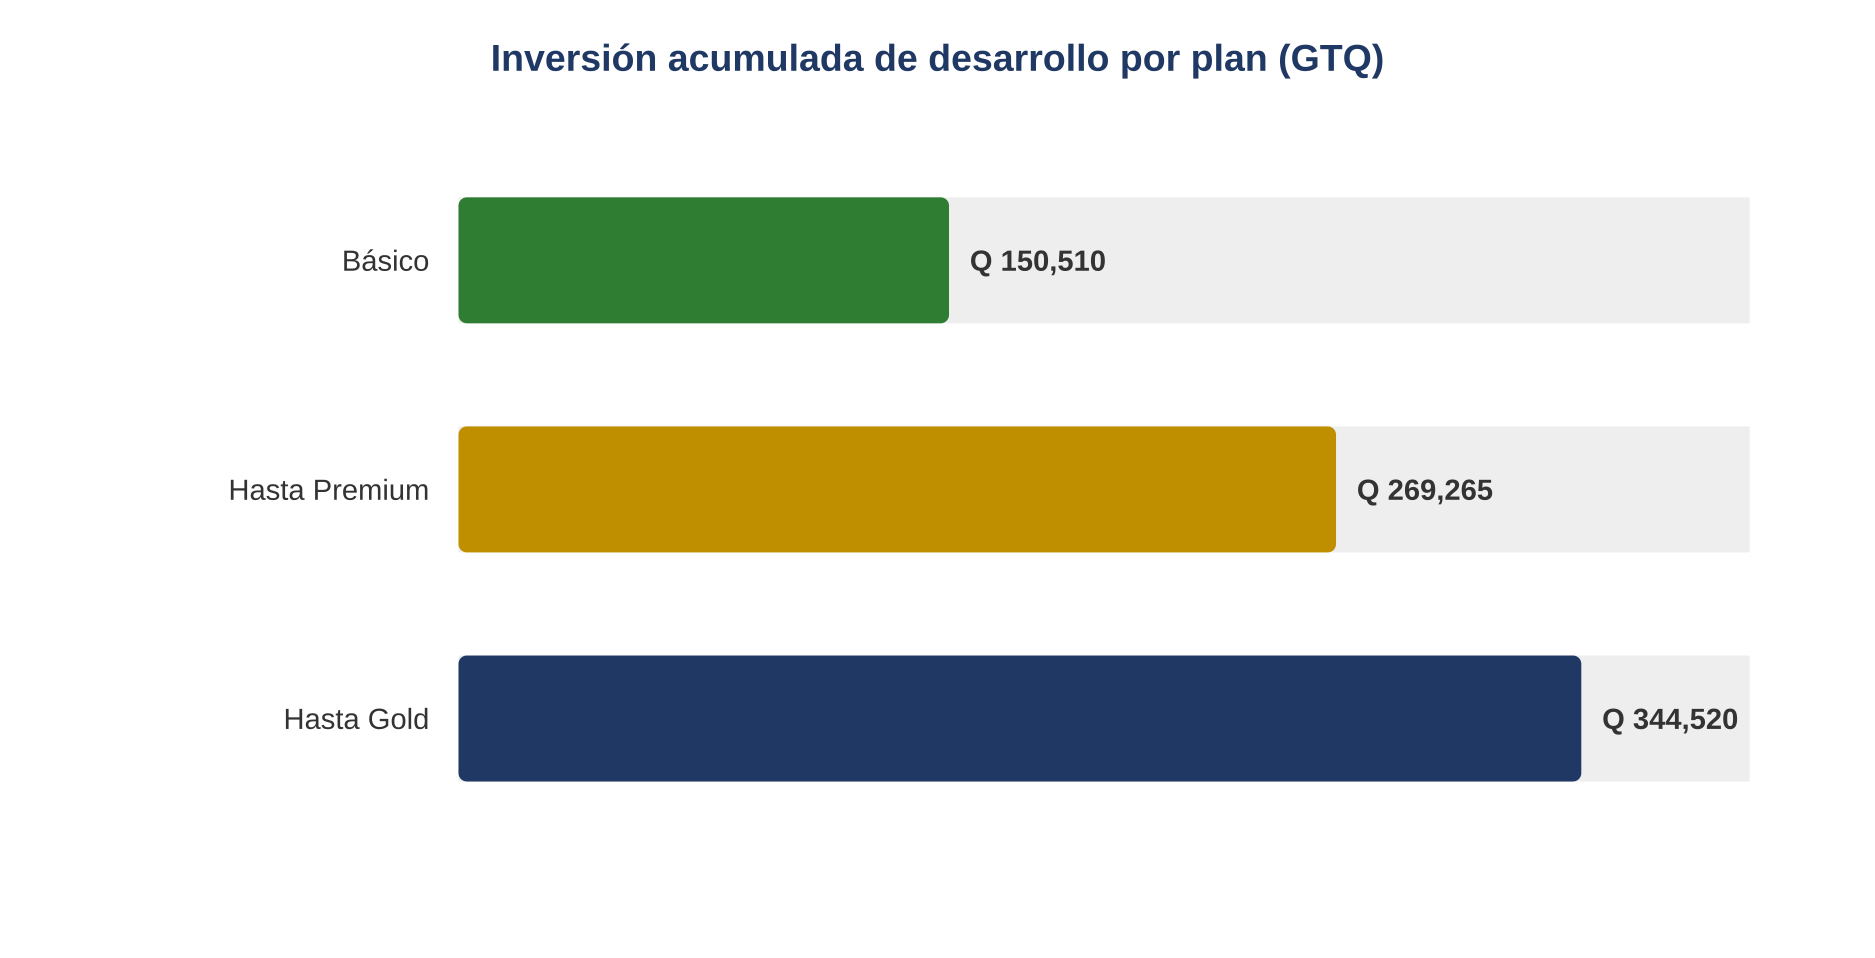 Inversión acumulada de desarrollo por plan (GTQ)
Básico Q 150,510
Hasta Premium Q 269,265
Hasta Gold Q 344,520